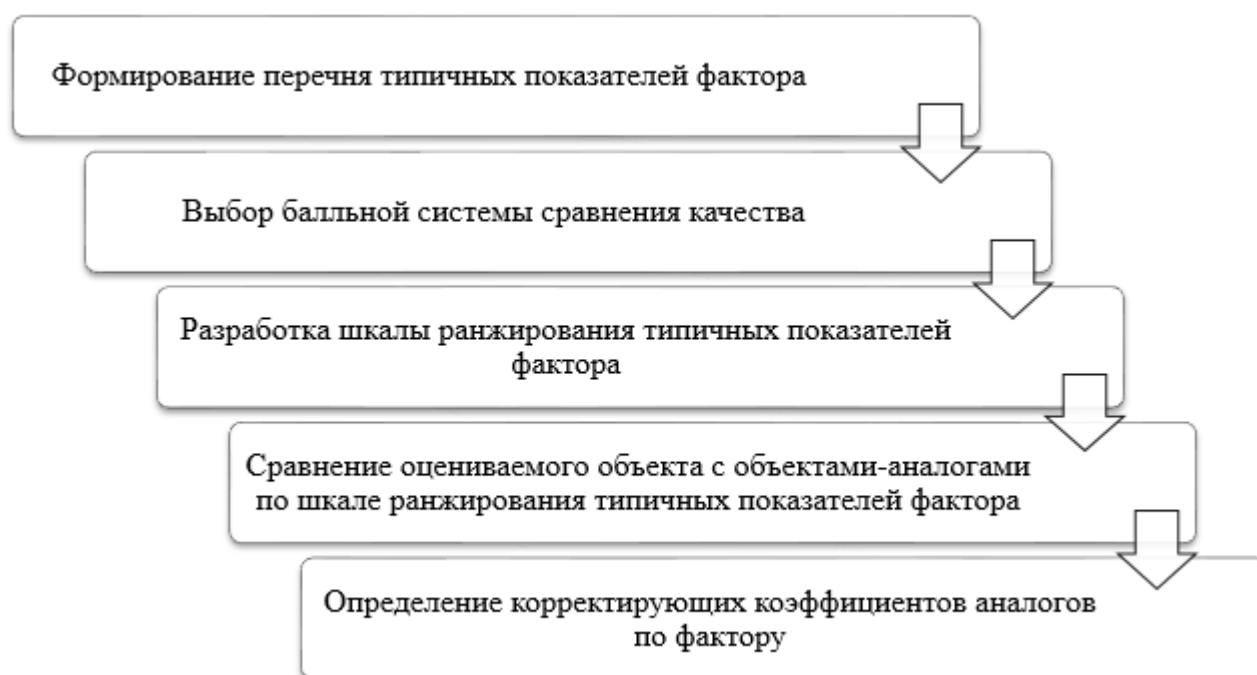 Формирование перечня типичных показателей фактора
Выбор балльной системы сравнения качества
Разработка шкалы ранжирования типичных показателей
фактора
Сравнение оцениваемого объекта с объектами-аналогами
по шкале ранжирования типичных показателей фактора
Определение корректирующих коэффициентов аналогов
по фактору